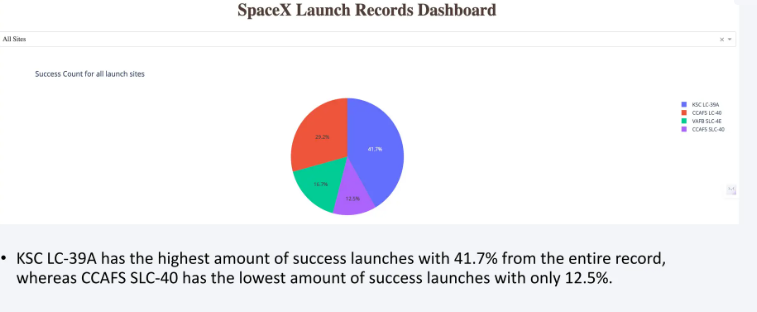 SpaceX Launch Records Dashboard
All Sites
Success Count for all launch sites
KSC LC-39A
CCAFS LC-40
VAFB SLC-4E
CCAFS SLC-40
29.2%
41.7%
16.7%
12.5%
• KSC LC-39A has the highest amount of success launches with 41.7% from the entire record,
whereas CCAFS SLC-40 has the lowest amount of success launches with only 12.5%.